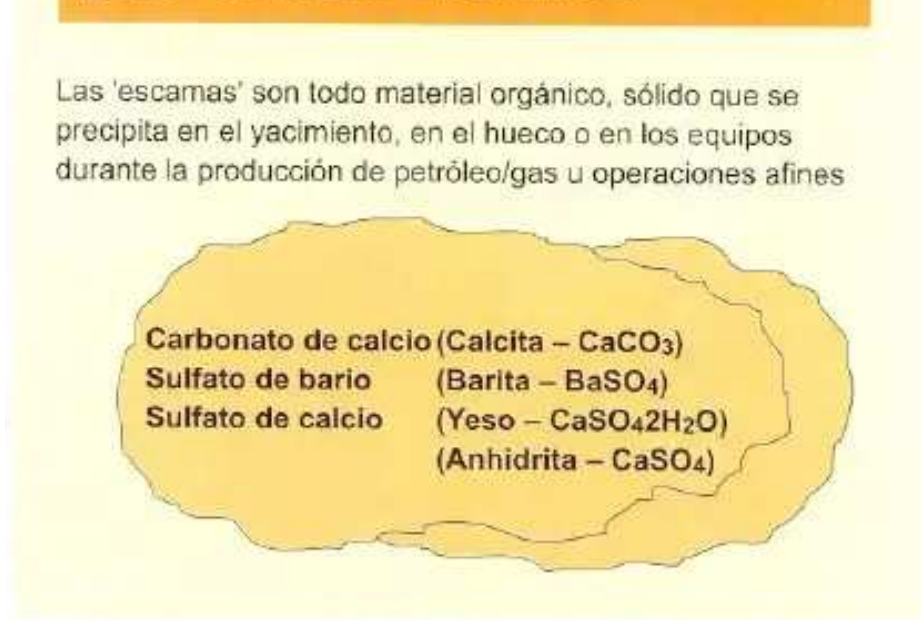 Las 'escamas' son todo material orgánico, sólido que se
precipita en el yacimiento, en el hueco o en los equipos
durante la producción de petróleo/gas u operaciones afines
Carbonato de calcio (Calcita – CaCO₃)
Sulfato de bario (Barita – BaSO₄)
Sulfato de calcio (Yeso – CaSO₄2H₂O)
(Anhidrita – CaSO₄)